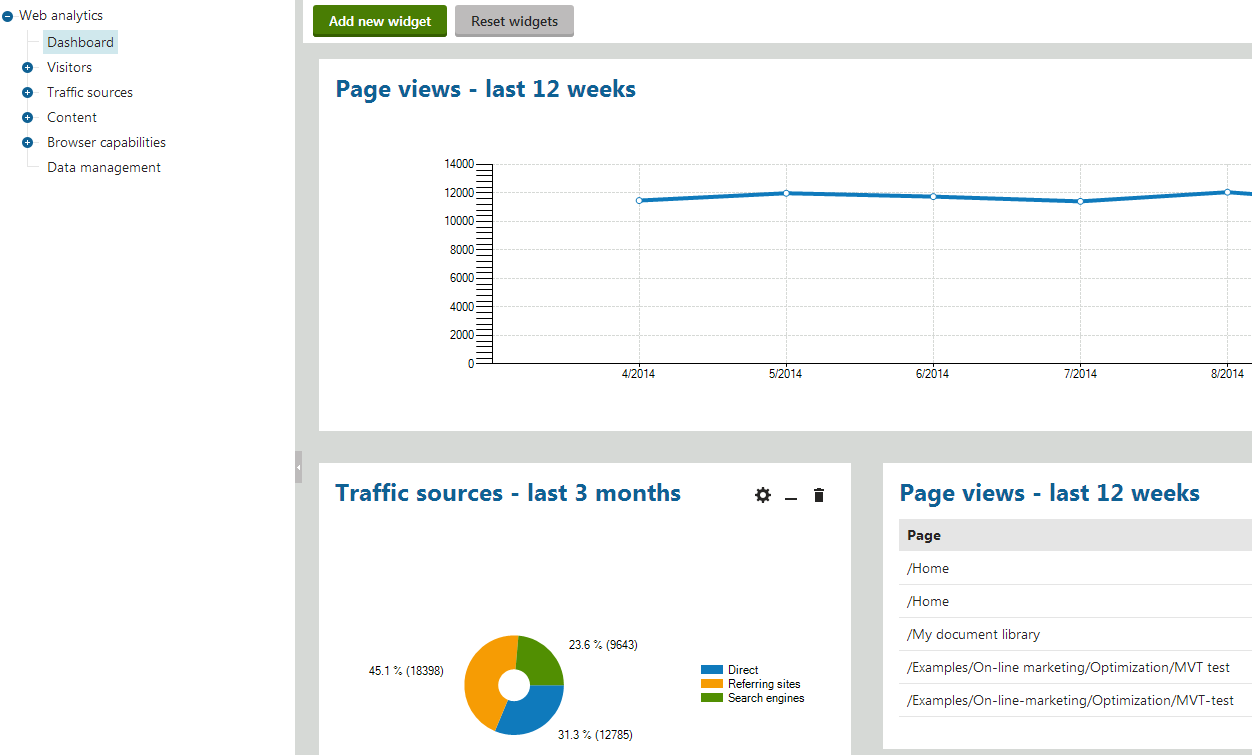 Web analytics
Dashboard
Visitors
Traffic sources
Content
Browser capabilities
Data management
Add new widget
Reset widgets
Page views - last 12 weeks
14000
12000
10000
8000
6000
4000
2000
0
4/2014 5/2014 6/2014 7/2014 8/2014
Traffic sources - last 3 months
23.6 % (9643)
45.1 % (18398)
31.3 % (12785)
Direct
Referring sites
Search engines
Page views - last 12 weeks
Page
/Home
/Home
/My document library
/Examples/On-line marketing/Optimization/MVT test
/Examples/On-line-marketing/Optimization/MVT-test